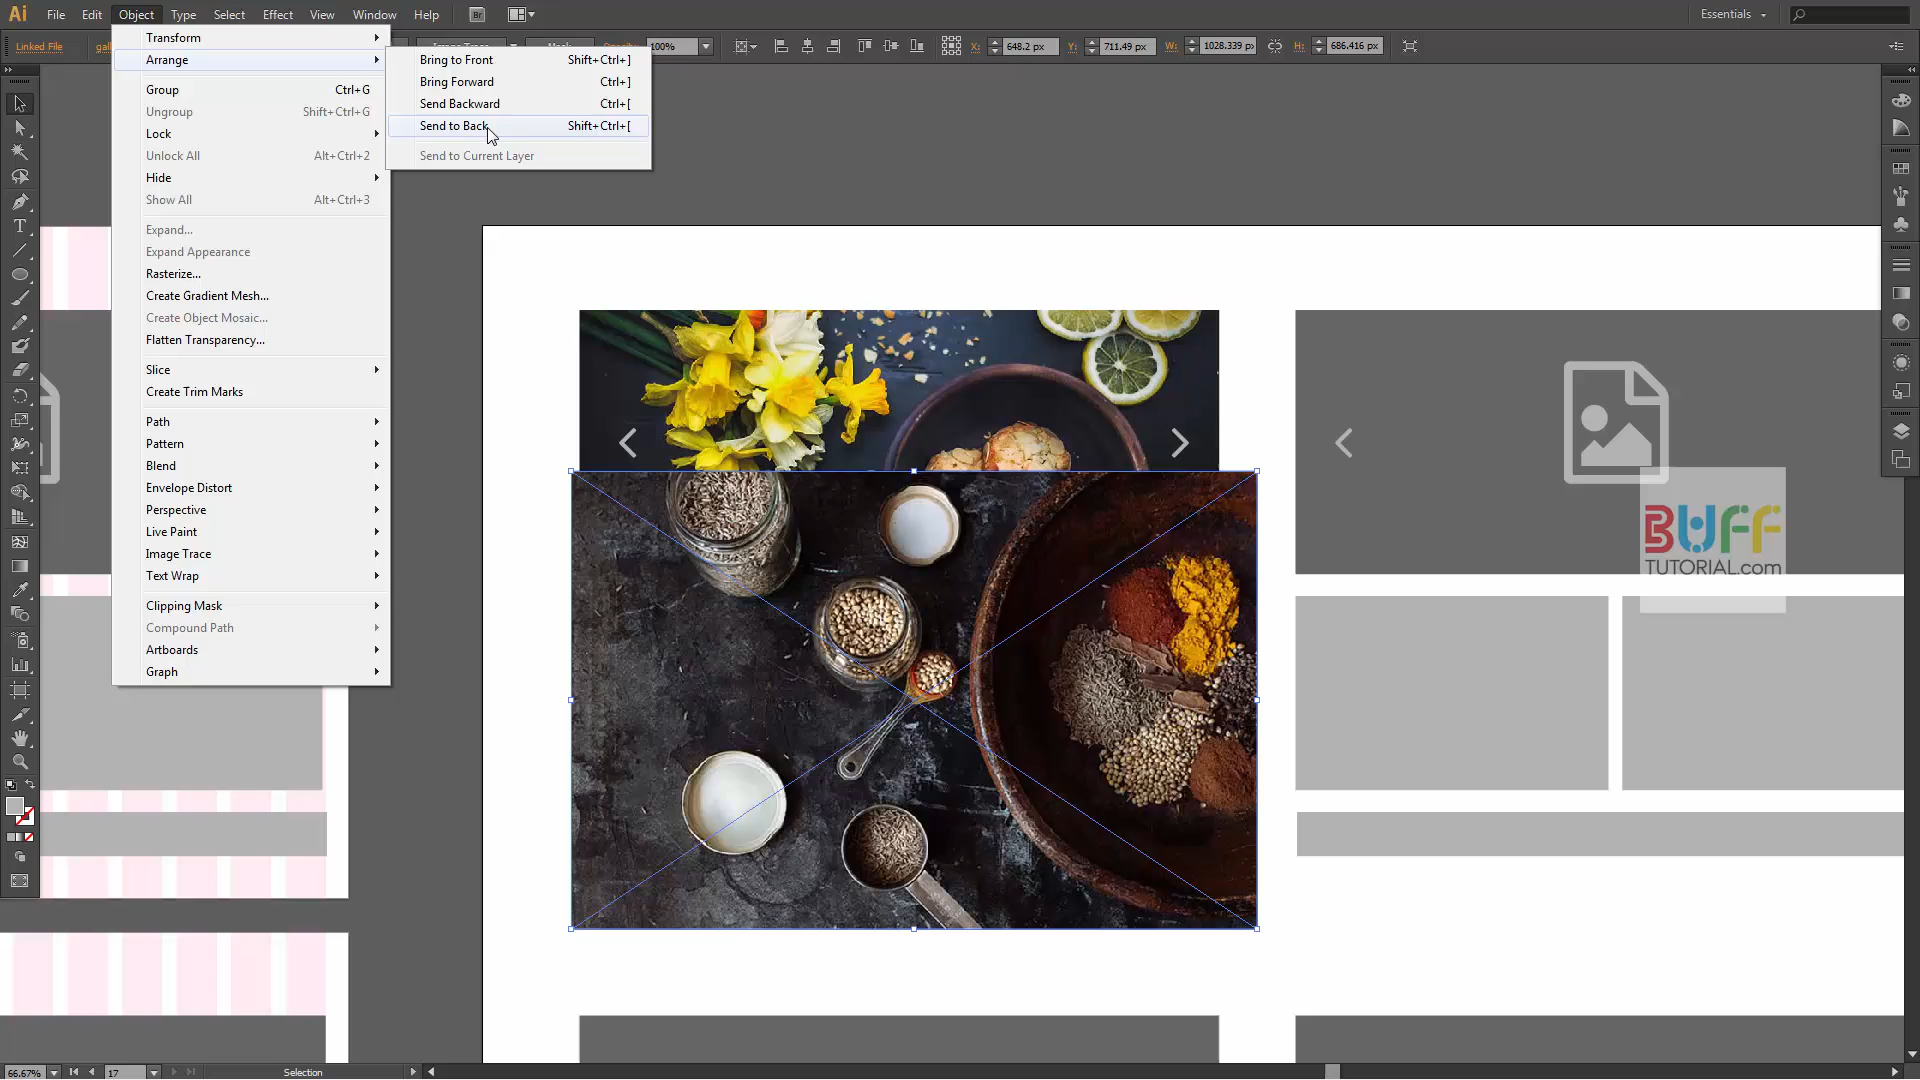 Ai File Edit Object Type Select Effect View Window Help Br Essentials
Linked File 100% X: 648.2 px Y: 711.49 px W: 1028.339 p H: 686.416 px
Transform
Arrange
Group Ctrl+G
Ungroup Shift+Ctrl+G
Lock
Unlock All Alt+Ctrl+2
Hide
Show All Alt+Ctrl+3
Expand...
Expand Appearance
Rasterize...
Create Gradient Mesh...
Create Object Mosaic...
Flatten Transparency...
Slice
Create Trim Marks
Path
Pattern
Blend
Envelope Distort
Perspective
Live Paint
Image Trace
Text Wrap
Clipping Mask
Compound Path
Artboards
Graph
Bring to Front Shift+Ctrl+]
Bring Forward Ctrl+]
Send Backward Ctrl+[
Send to Back Shift+Ctrl+[
Send to Current Layer
BUFF
TUTORIAL.com
66.67% 17 Selection